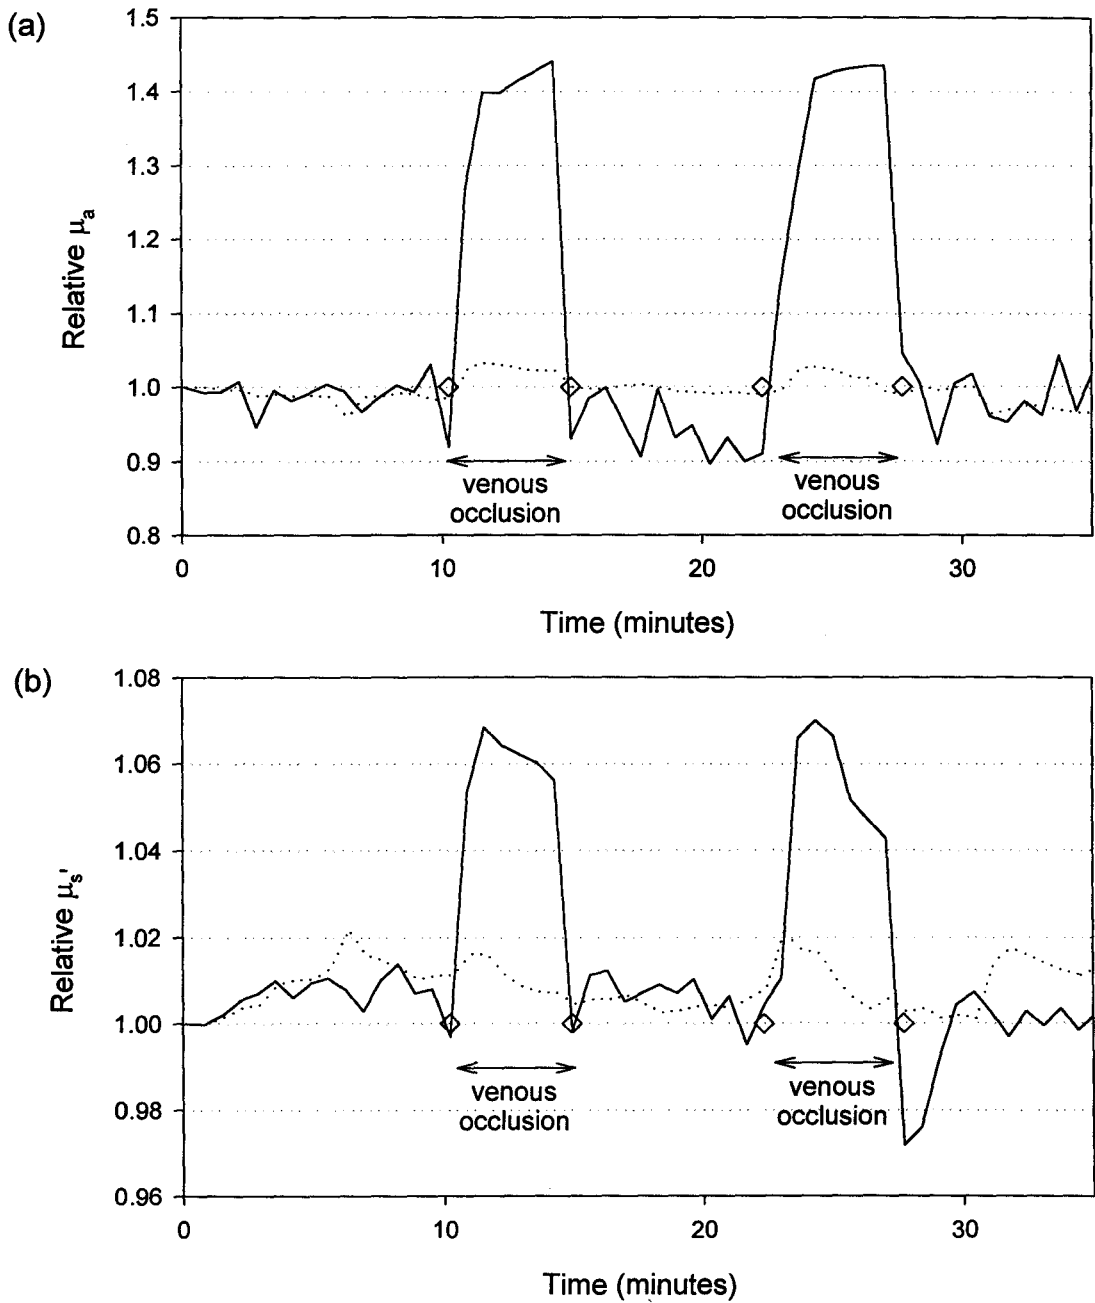 (a)
1.5
1.4
1.3
1.2
1.1
1.0
0.9
0.8
Relative μa
venous
occlusion
venous
occlusion
0
10
20
30
Time (minutes)
(b)
1.08
1.06
1.04
1.02
1.00
0.98
0.96
Relative μs'
venous
occlusion
venous
occlusion
0
10
20
30
Time (minutes)